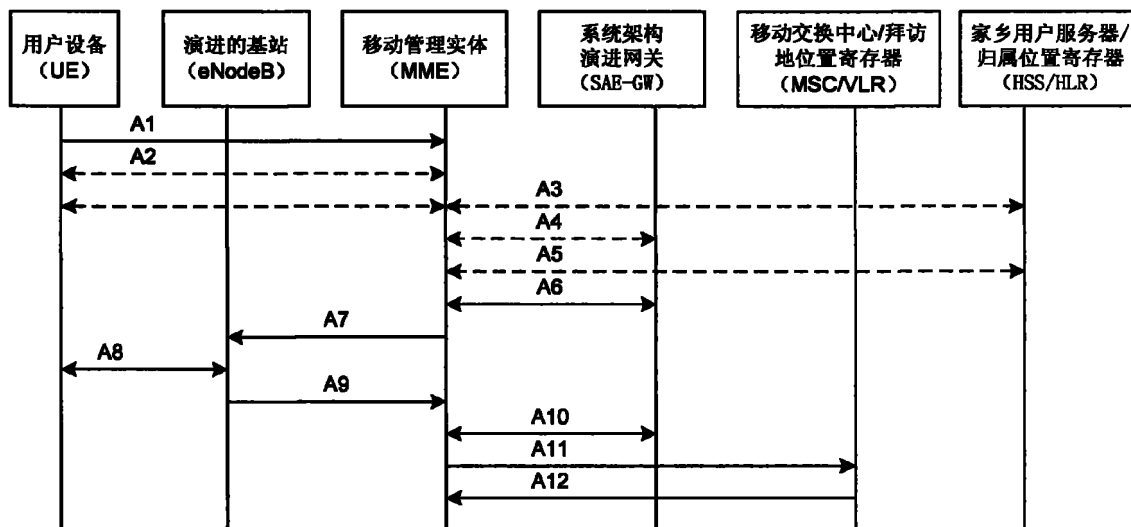 用户设备
（UE）
演进的基站
（eNodeB）
移动管理实体
（MME）
系统架构
演进网关
（SAE-GW）
移动交换中心/拜访
地位置寄存器
（MSC/VLR）
家乡用户服务器/
归属位置寄存器
（HSS/HLR）
A1
A2
A3
A4
A5
A6
A7
A8
A9
A10
A11
A12